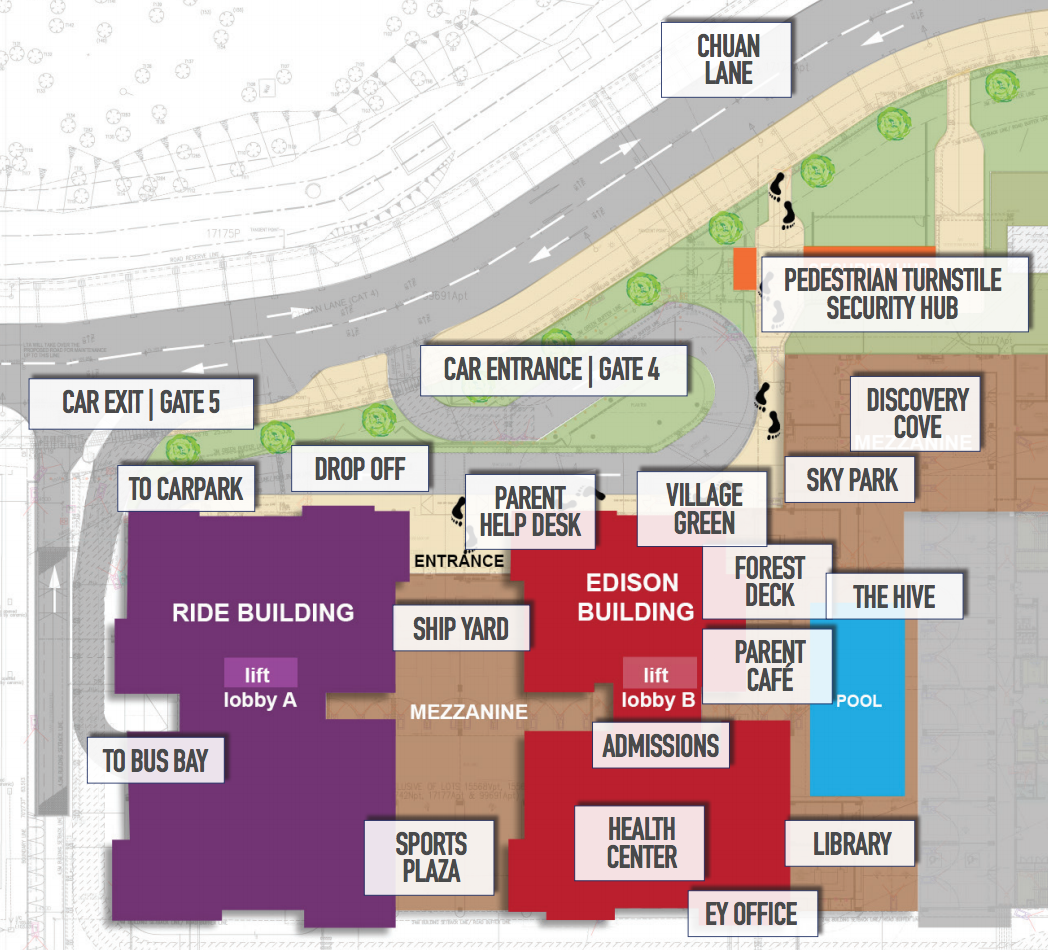 CHUAN
LANE
17175P
PEDESTRIAN TURNSTILE
SECURITY HUB
CAR ENTRANCE | GATE 4
CAR EXIT | GATE 5
DISCOVERY
COVE
MEZZANINE
DROP OFF
SKY PARK
TO CARPARK
PARENT
HELP DESK
VILLAGE
GREEN
ENTRANCE
FOREST
DECK
EDISON
BUILDING
THE HIVE
RIDE BUILDING
SHIP YARD
PARENT
CAFÉ
lift
lobby A
lift
lobby B
POOL
MEZZANINE
ADMISSIONS
TO BUS BAY
SPORTS
PLAZA
HEALTH
CENTER
LIBRARY
EY OFFICE